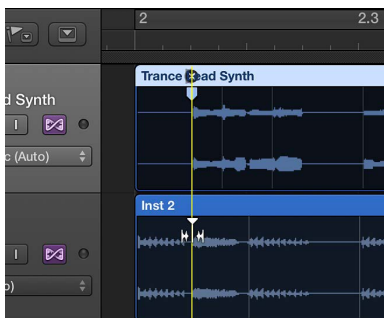 2 2.3
Trance Lead Synth
d Synth
I
c (Auto)
Inst 2
I
o)